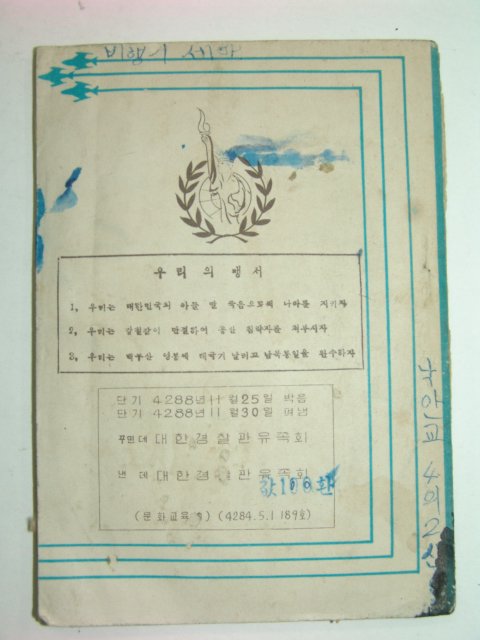 비행기 세
우리의 맹서
1, 우리는 대한민국의 아들 딸 죽음으로써 나라를 지키자
2, 우리는 강철같이 단결하여 공산 침략자를 쳐부시자
3, 우리는 백두산 영봉에 태극기 날리고 남북통일을 완수하자
단기 4288년 11월 25일 박음
단기 4288년 11월 30일 펴냄
꾸민데 대한경찰관유족회
낸 데 대한경찰관유족회
값 100환
(문화교육 ) (4284.5.1 189호)
4의2